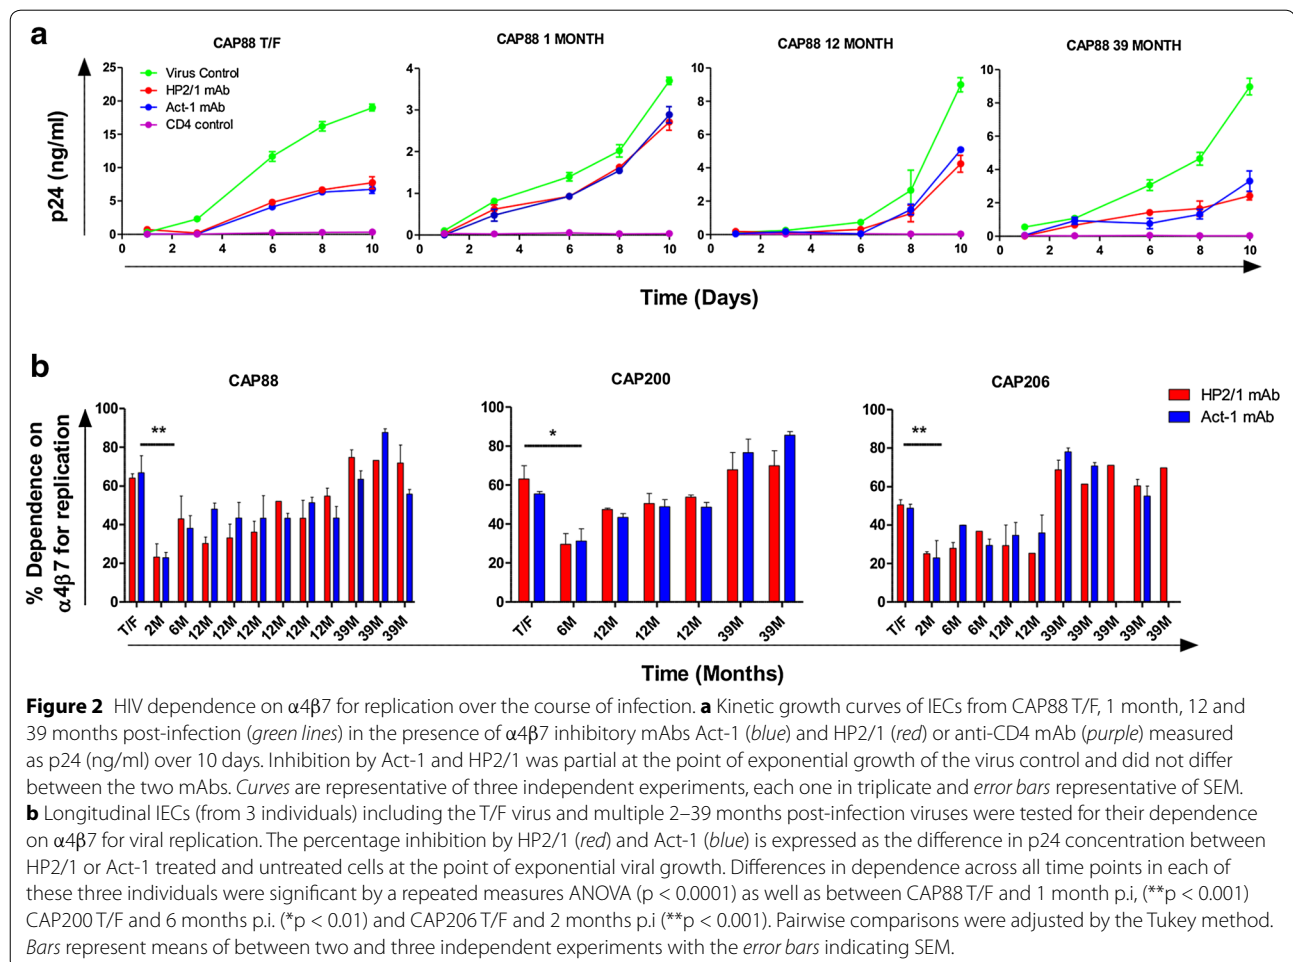 a
CAP88 T/F
CAP88 1 MONTH
CAP88 12 MONTH
CAP88 39 MONTH
p24 (ng/ml)
25
20
15
10
5
0
0 2 4 6 8 10
Virus Control
HP2/1 mAb
Act-1 mAb
CD4 control
4
3
2
1
0
0 2 4 6 8 10
10
8
6
4
2
0
0 2 4 6 8 10
10
8
6
4
2
0
0 2 4 6 8 10
Time (Days)
b
CAP88
CAP200
CAP206
HP2/1 mAb
Act-1 mAb
% Dependence on
α4β7 for replication
100
80
60
40
20
0
**
T/F 2M 6M 12M 12M 12M 12M 12M 39M 39M 39M
100
80
60
40
20
0
*
T/F 6M 12M 12M 12M 39M 39M
100
80
60
40
20
0
**
T/F 2M 6M 6M 12M 12M 39M 39M 39M 39M 39M
Time (Months)
Figure 2 HIV dependence on α4β7 for replication over the course of infection. a Kinetic growth curves of IECs from CAP88 T/F, 1 month, 12 and
39 months post-infection (green lines) in the presence of α4β7 inhibitory mAbs Act-1 (blue) and HP2/1 (red) or anti-CD4 mAb (purple) measured
as p24 (ng/ml) over 10 days. Inhibition by Act-1 and HP2/1 was partial at the point of exponential growth of the virus control and did not differ
between the two mAbs. Curves are representative of three independent experiments, each one in triplicate and error bars representative of SEM.
b Longitudinal IECs (from 3 individuals) including the T/F virus and multiple 2–39 months post-infection viruses were tested for their dependence
on α4β7 for viral replication. The percentage inhibition by HP2/1 (red) and Act-1 (blue) is expressed as the difference in p24 concentration between
HP2/1 or Act-1 treated and untreated cells at the point of exponential viral growth. Differences in dependence across all time points in each of
these three individuals were significant by a repeated measures ANOVA (p < 0.0001) as well as between CAP88 T/F and 1 month p.i, (**p < 0.001)
CAP200 T/F and 6 months p.i. (*p < 0.01) and CAP206 T/F and 2 months p.i (**p < 0.001). Pairwise comparisons were adjusted by the Tukey method.
Bars represent means of between two and three independent experiments with the error bars indicating SEM.